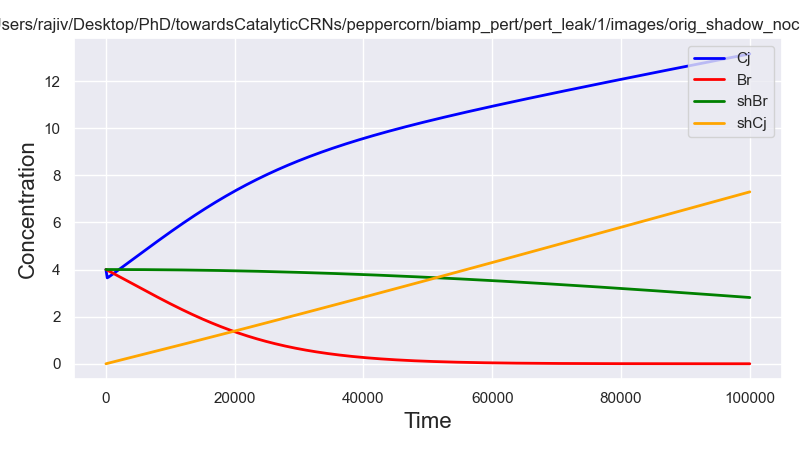 sers/rajiv/Desktop/PhD/towardsCatalyticCRNs/peppercorn/biamp_pert/pert_leak/1/images/orig_shadow_noc
Cj
Br
shBr
shCj
Concentration
12
10
8
6
4
2
0
0 20000 40000 60000 80000 100000
Time